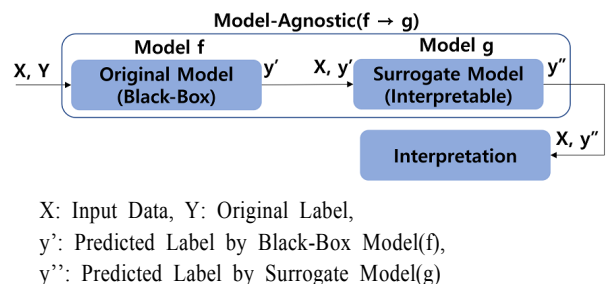 Model-Agnostic(f → g)
Model f
Model g
X, Y
Original Model
(Black-Box)
y'
X, y'
Surrogate Model
(Interpretable)
y”
X, y”
Interpretation
X: Input Data, Y: Original Label,
y’: Predicted Label by Black-Box Model(f),
y’’: Predicted Label by Surrogate Model(g)